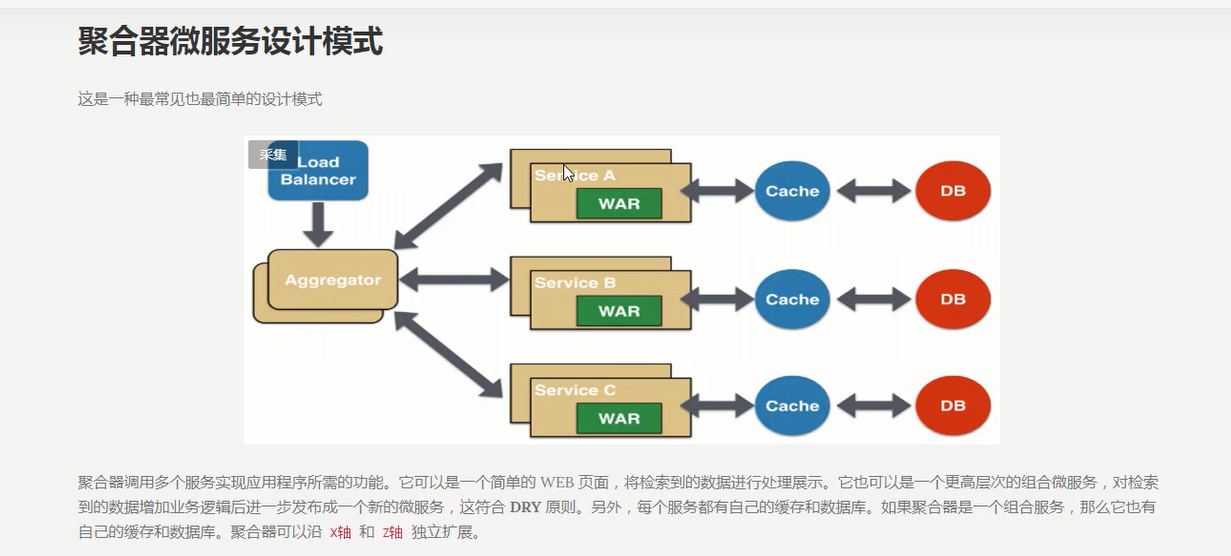 聚合器微服务设计模式
这是一种最常见也最简单的设计模式
采集
Load
Balancer
Service A
WAR
Cache
DB
Aggregator
Service B
WAR
Cache
DB
Service C
WAR
Cache
DB
聚合器调用多个服务实现应用程序所需的功能。它可以是一个简单的 WEB 页面，将检索到的数据进行处理展示。它也可以是一个更高层次的组合微服务，对检索
到的数据增加业务逻辑后进一步发布成一个新的微服务，这符合 DRY 原则。另外，每个服务都有自己的缓存和数据库。如果聚合器是一个组合服务，那么它也有
自己的缓存和数据库。聚合器可以沿 X轴 和 Z轴 独立扩展。